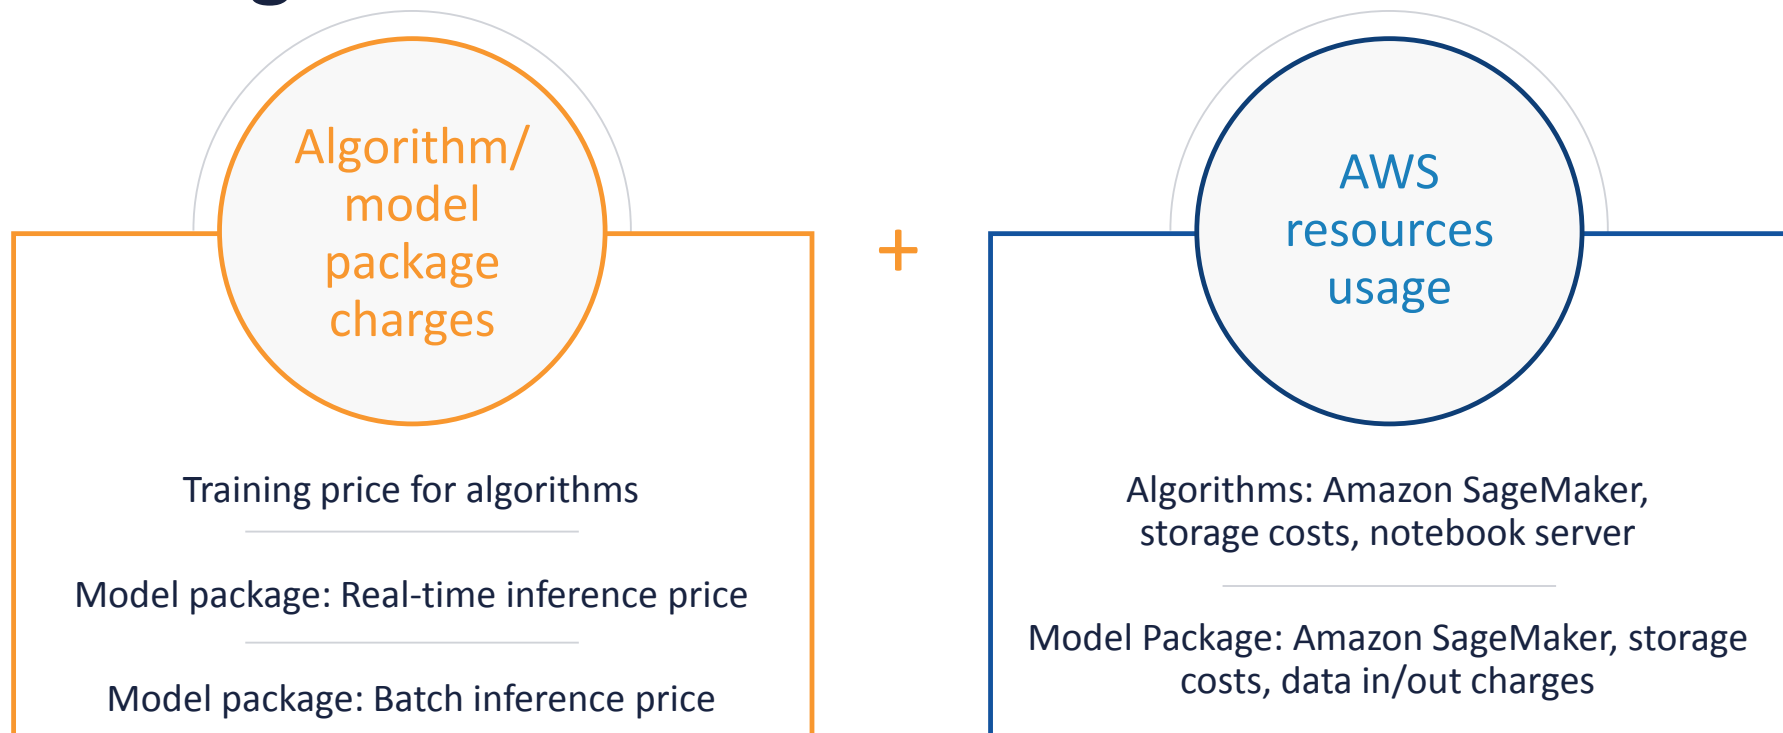 Algorithm/
model
package
charges
Training price for algorithms
Model package: Real-time inference price
Model package: Batch inference price
+
AWS
resources
usage
Algorithms: Amazon SageMaker,
storage costs, notebook server
Model Package: Amazon SageMaker, storage
costs, data in/out charges